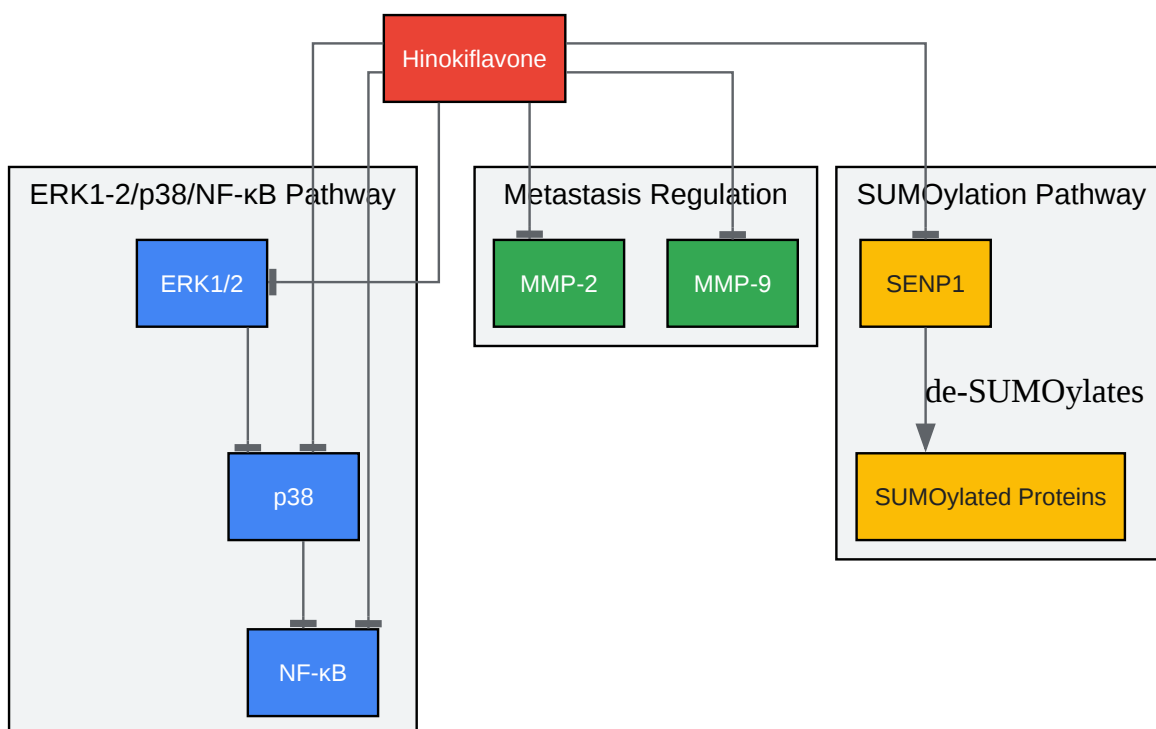 Hinokiflavone
ERK1-2/p38/NF-κB Pathway
Metastasis Regulation
SUMOylation Pathway
ERK1/2
MMP-2
MMP-9
SENP1
de-SUMOylates
p38
SUMOylated Proteins
NF-κB